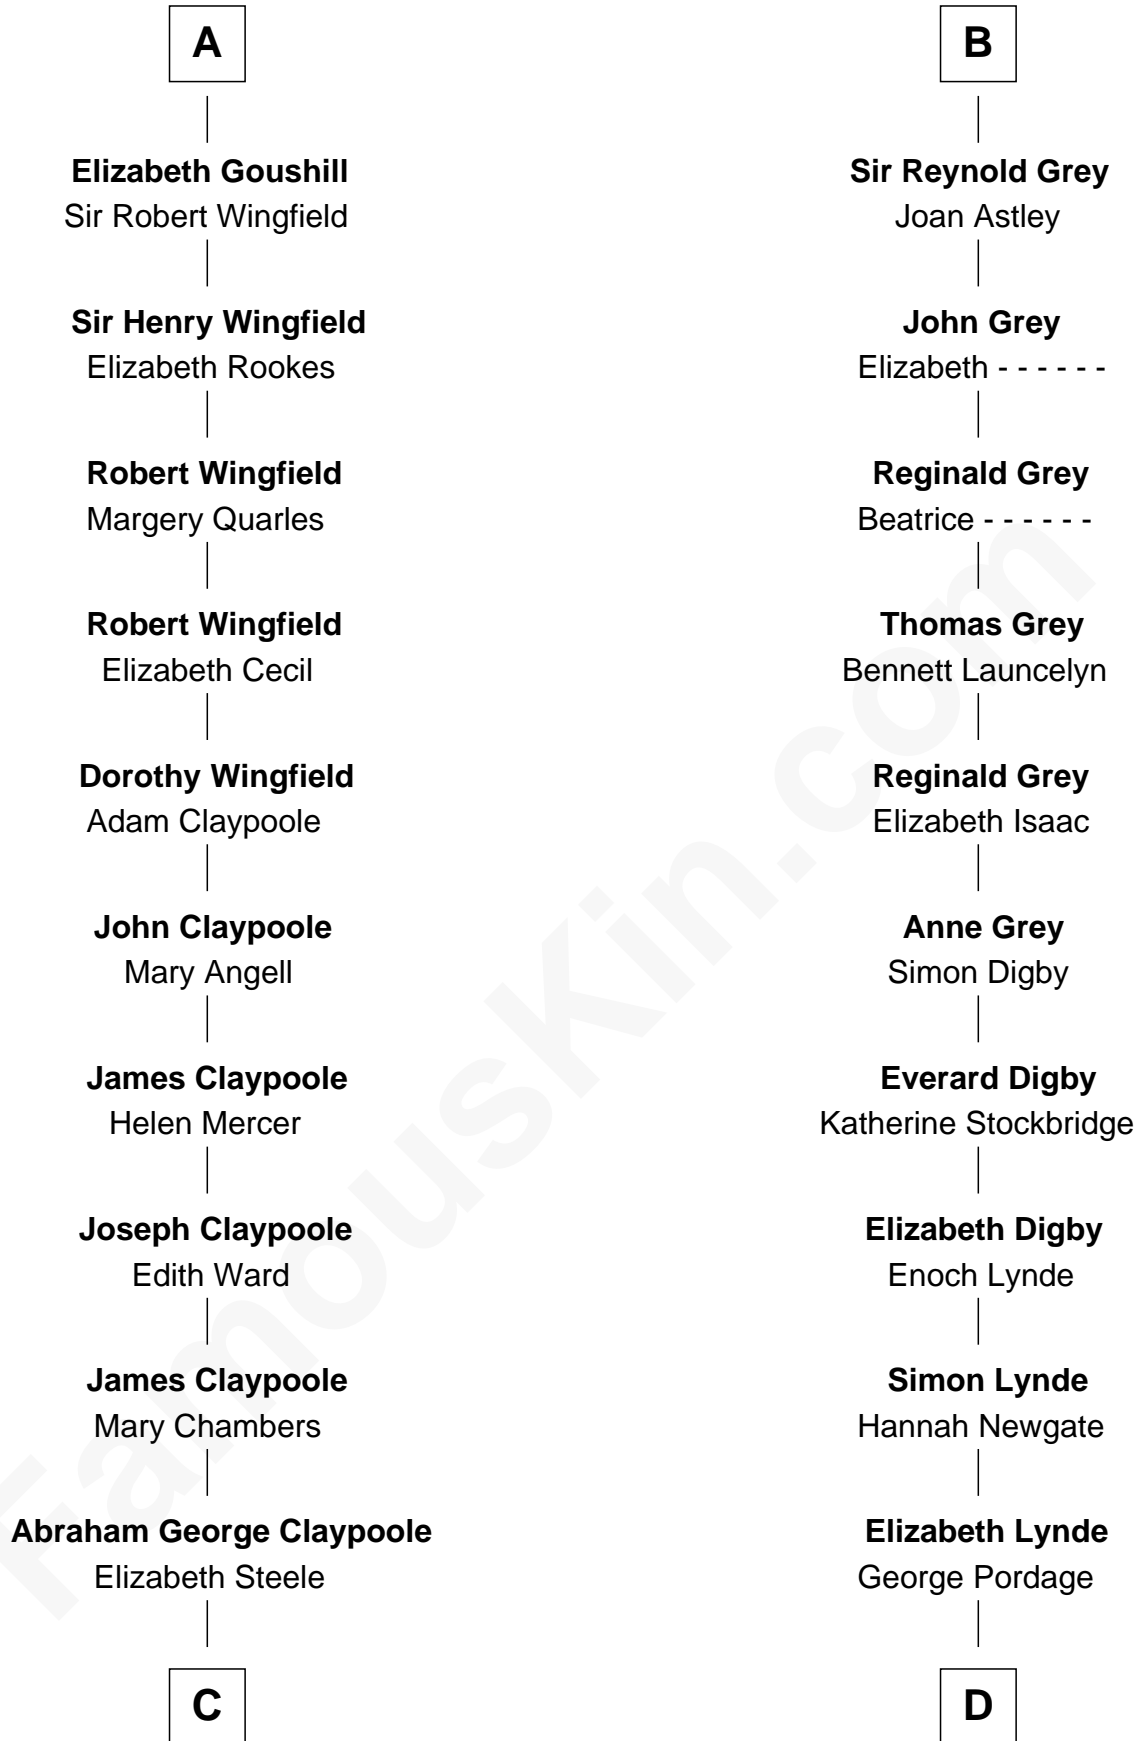 A
Elizabeth Goushill
Sir Robert Wingfield
Sir Henry Wingfield
Elizabeth Rookes
Robert Wingfield
Margery Quarles
Robert Wingfield
Elizabeth Cecil
Dorothy Wingfield
Adam Claypoole
John Claypoole
Mary Angell
James Claypoole
Helen Mercer
Joseph Claypoole
Edith Ward
James Claypoole
Mary Chambers
Abraham George Claypoole
Elizabeth Steele
C
B
Sir Reynold Grey
Joan Astley
John Grey
Elizabeth - - - - - -
Reginald Grey
Beatrice - - - - - -
Thomas Grey
Bennett Launcelyn
Reginald Grey
Elizabeth Isaac
Anne Grey
Simon Digby
Everard Digby
Katherine Stockbridge
Elizabeth Digby
Enoch Lynde
Simon Lynde
Hannah Newgate
Elizabeth Lynde
George Pordage
D
FamousKin.com